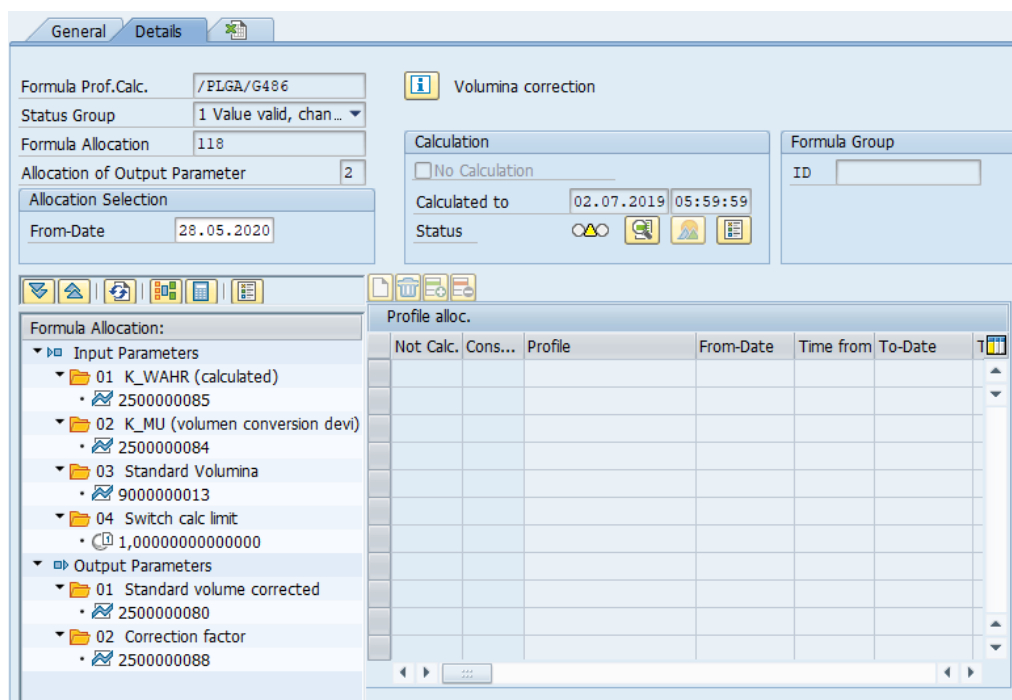 General Details
Formula Prof.Calc. /PLGA/G486 Volumina correction
Status Group 1 Value valid, chan...
Formula Allocation 118
Allocation of Output Parameter 2
Allocation Selection
From-Date 28.05.2020
Calculation
No Calculation
Calculated to 02.07.2019 05:59:59
Status
Formula Group
ID
Formula Allocation:
Input Parameters
01 K_WAHR (calculated)
2500000085
02 K_MU (volumen conversion devi)
2500000084
03 Standard Volumina
9000000013
04 Switch calc limit
1,00000000000000
Output Parameters
01 Standard volume corrected
2500000080
02 Correction factor
2500000088
Profile alloc.
Not Calc. Cons... Profile From-Date Time from To-Date